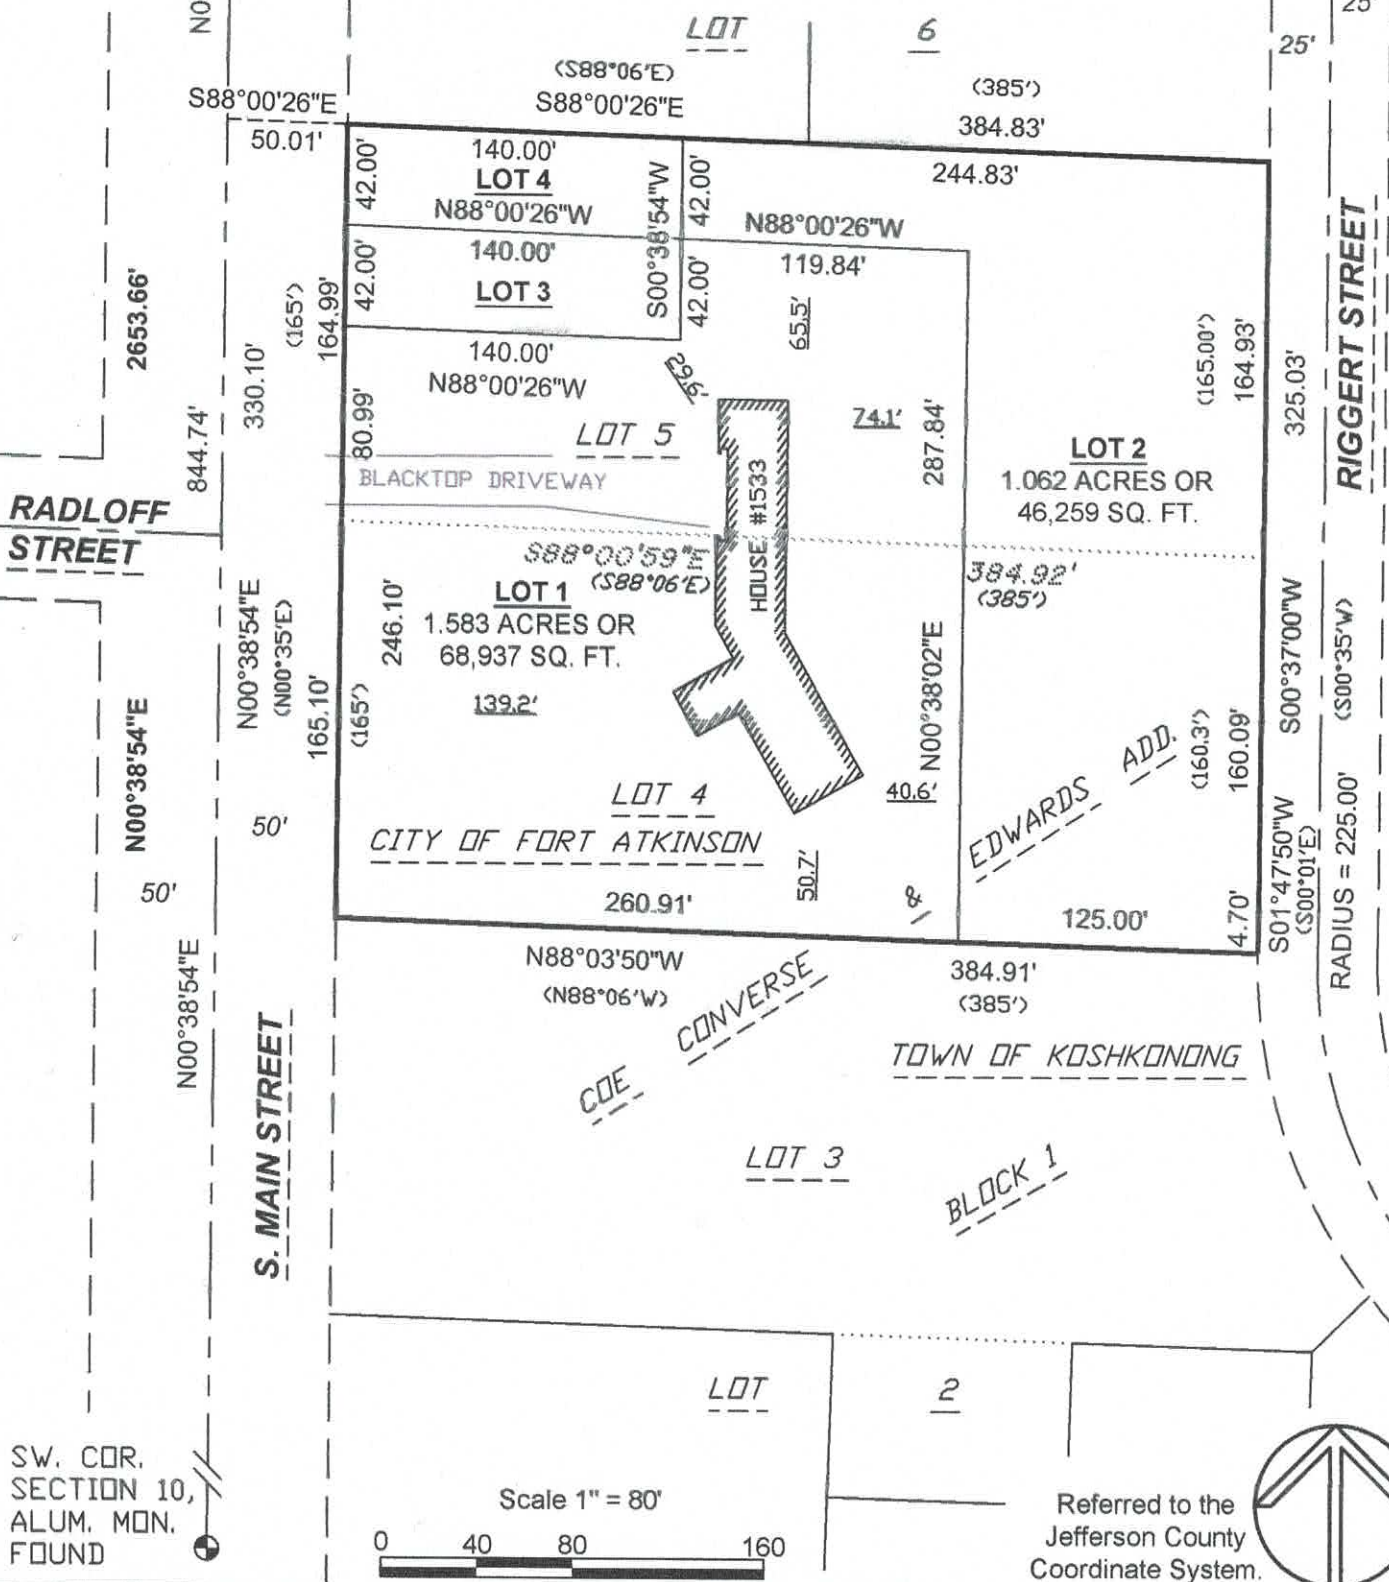 N0
LOT 6
25'
25'
(S88°06'E)
S88°00'26"E
S88°00'26"E
(385')
384.83'
50.01'
140.00'
LOT 4
N88°00'26"W
42.00'
S00°38'54"W
42.00'
244.83'
N88°00'26"W
119.84'
140.00'
LOT 3
42.00'
42.00'
140.00'
N88°00'26"W
65.5'
29.6'
74.1'
2653.66'
(165')
164.99'
330.10'
844.74'
80.99'
LOT 5
BLACKTOP DRIVEWAY
HOUSE #1533
287.84'
LOT 2
1.062 ACRES OR
46,259 SQ. FT.
(165.00')
164.93'
325.03'
RIGGERT STREET
RADLOFF
STREET
S88°00'59"E
(S88°06'E)
384.92'
(385')
LOT 1
1.583 ACRES OR
68,937 SQ. FT.
139.2'
246.10'
N00°38'54"E
(N00°35'E)
165.10'
(165')
N00°38'54"E
N00°38'02"E
S00°37'00"W
(S00°35'W)
EDWARDS ADD.
(160.3')
160.09'
40.6'
LOT 4
CITY OF FORT ATKINSON
50'
50'
50.7'
260.91'
&
125.00'
4.70'
S01°47'50"W
(S00°01'E)
RADIUS = 225.00'
N88°03'50"W
(N88°06'W)
384.91'
(385')
N00°38'54"E
COE CONVERSE
TOWN OF KOSHKONONG
S. MAIN STREET
LOT 3
BLOCK 1
LOT 2
SW. COR.
SECTION 10,
ALUM. MON.
FOUND
Scale 1" = 80'
0 40 80 160
Referred to the
Jefferson County
Coordinate System.